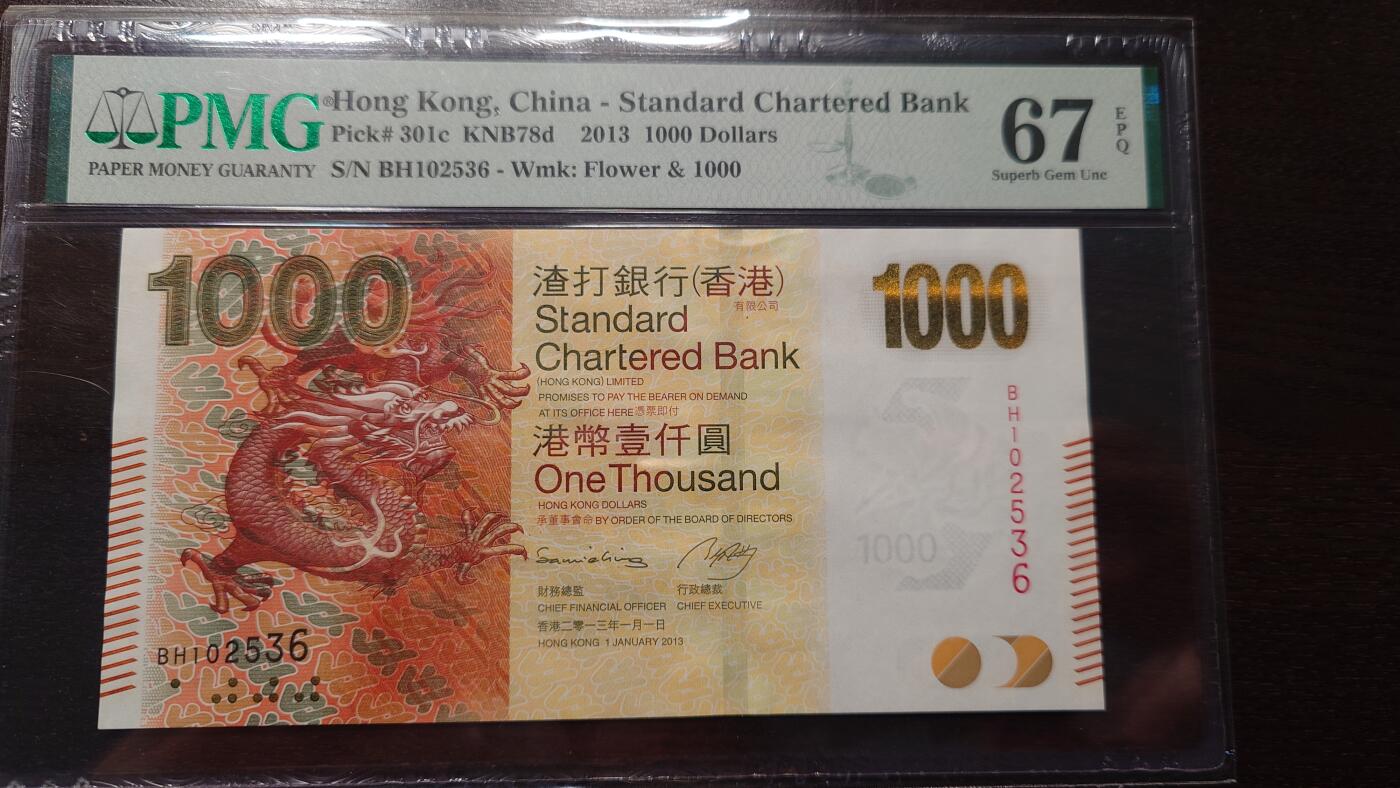 PMG®
PAPER MONEY GUARANTY
Hong Kong, China - Standard Chartered Bank
Pick# 301c KNB78d 2013 1000 Dollars
S/N BH102536 - Wmk: Flower & 1000
67
EPQ
Superb Gem Unc
1000
渣打銀行(香港)
有限公司
Standard
Chartered Bank
(HONG KONG) LIMITED
PROMISES TO PAY THE BEARER ON DEMAND
AT ITS OFFICE HERE 憑票即付
港幣壹仟圓
One Thousand
HONG KONG DOLLARS
承董事會命 BY ORDER OF THE BOARD OF DIRECTORS
財務總監 行政總裁
CHIEF FINANCIAL OFFICER CHIEF EXECUTIVE
香港二零一三年一月一日
HONG KONG 1 JANUARY 2013
BH102536
1000
BH102536
1000